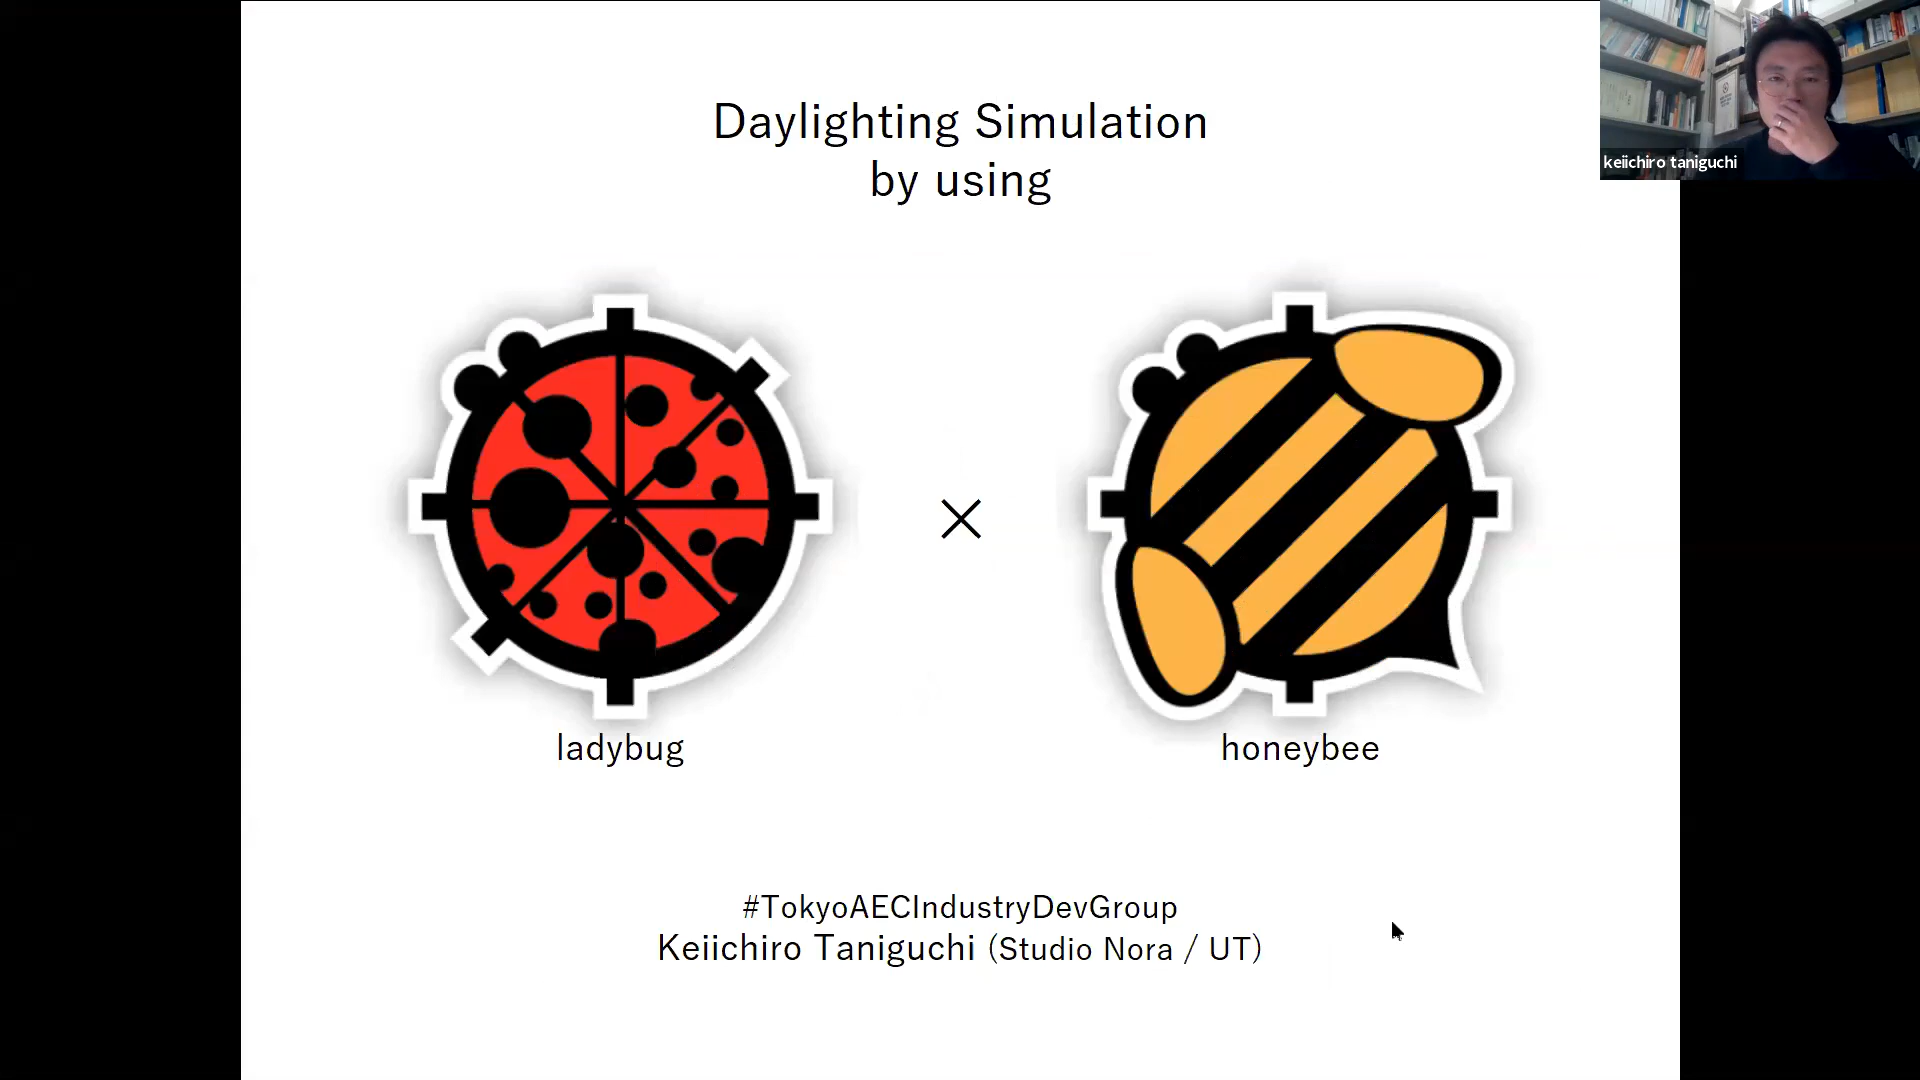 Daylighting Simulation
by using
×
ladybug
honeybee
#TokyoAECIndustryDevGroup
Keiichiro Taniguchi (Studio Nora / UT)
keiichiro taniguchi